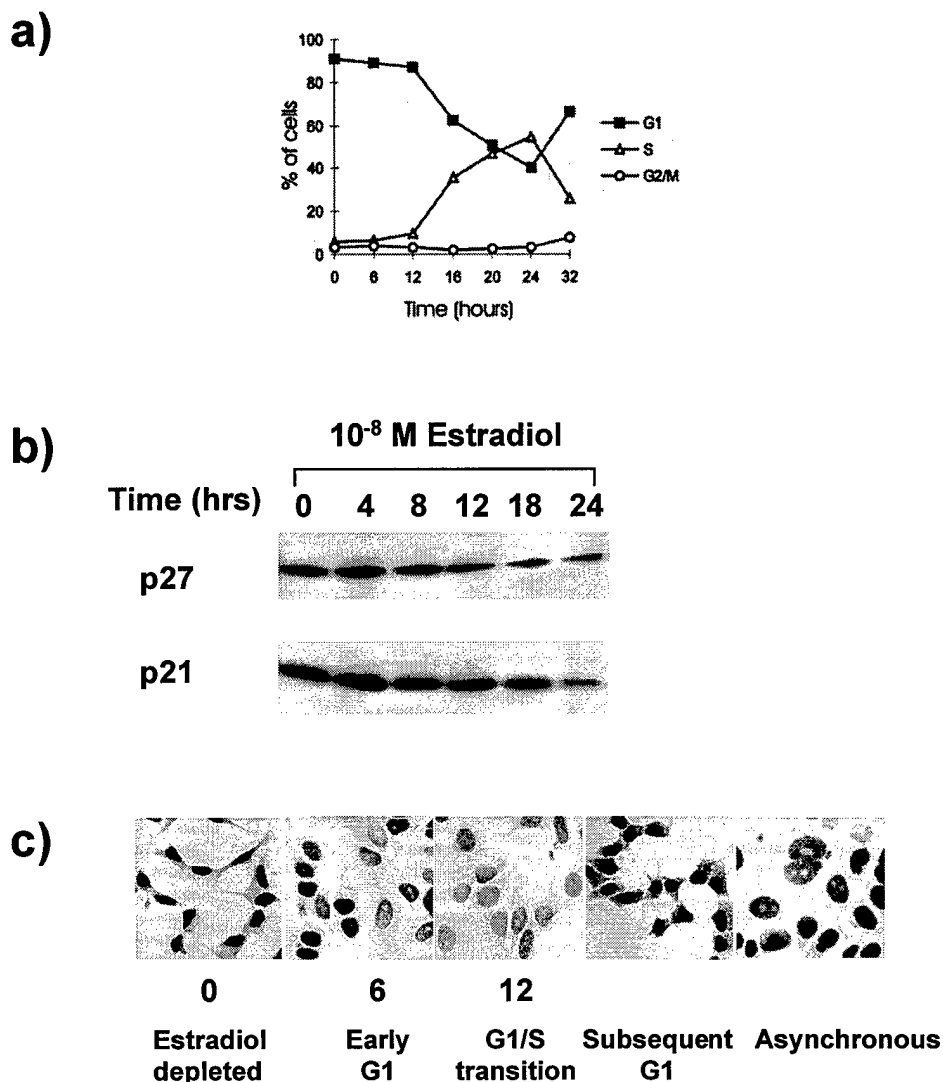 a)
100
80
60
40
20
0
% of cells
0 6 12 16 20 24 32
Time (hours)
G1
S
G2/M
b)
10-8 M Estradiol
Time (hrs) 0 4 8 12 18 24
p27
p21
c)
0 6 12
Estradiol depleted
Early G1
G1/S transition
Subsequent G1
Asynchronous